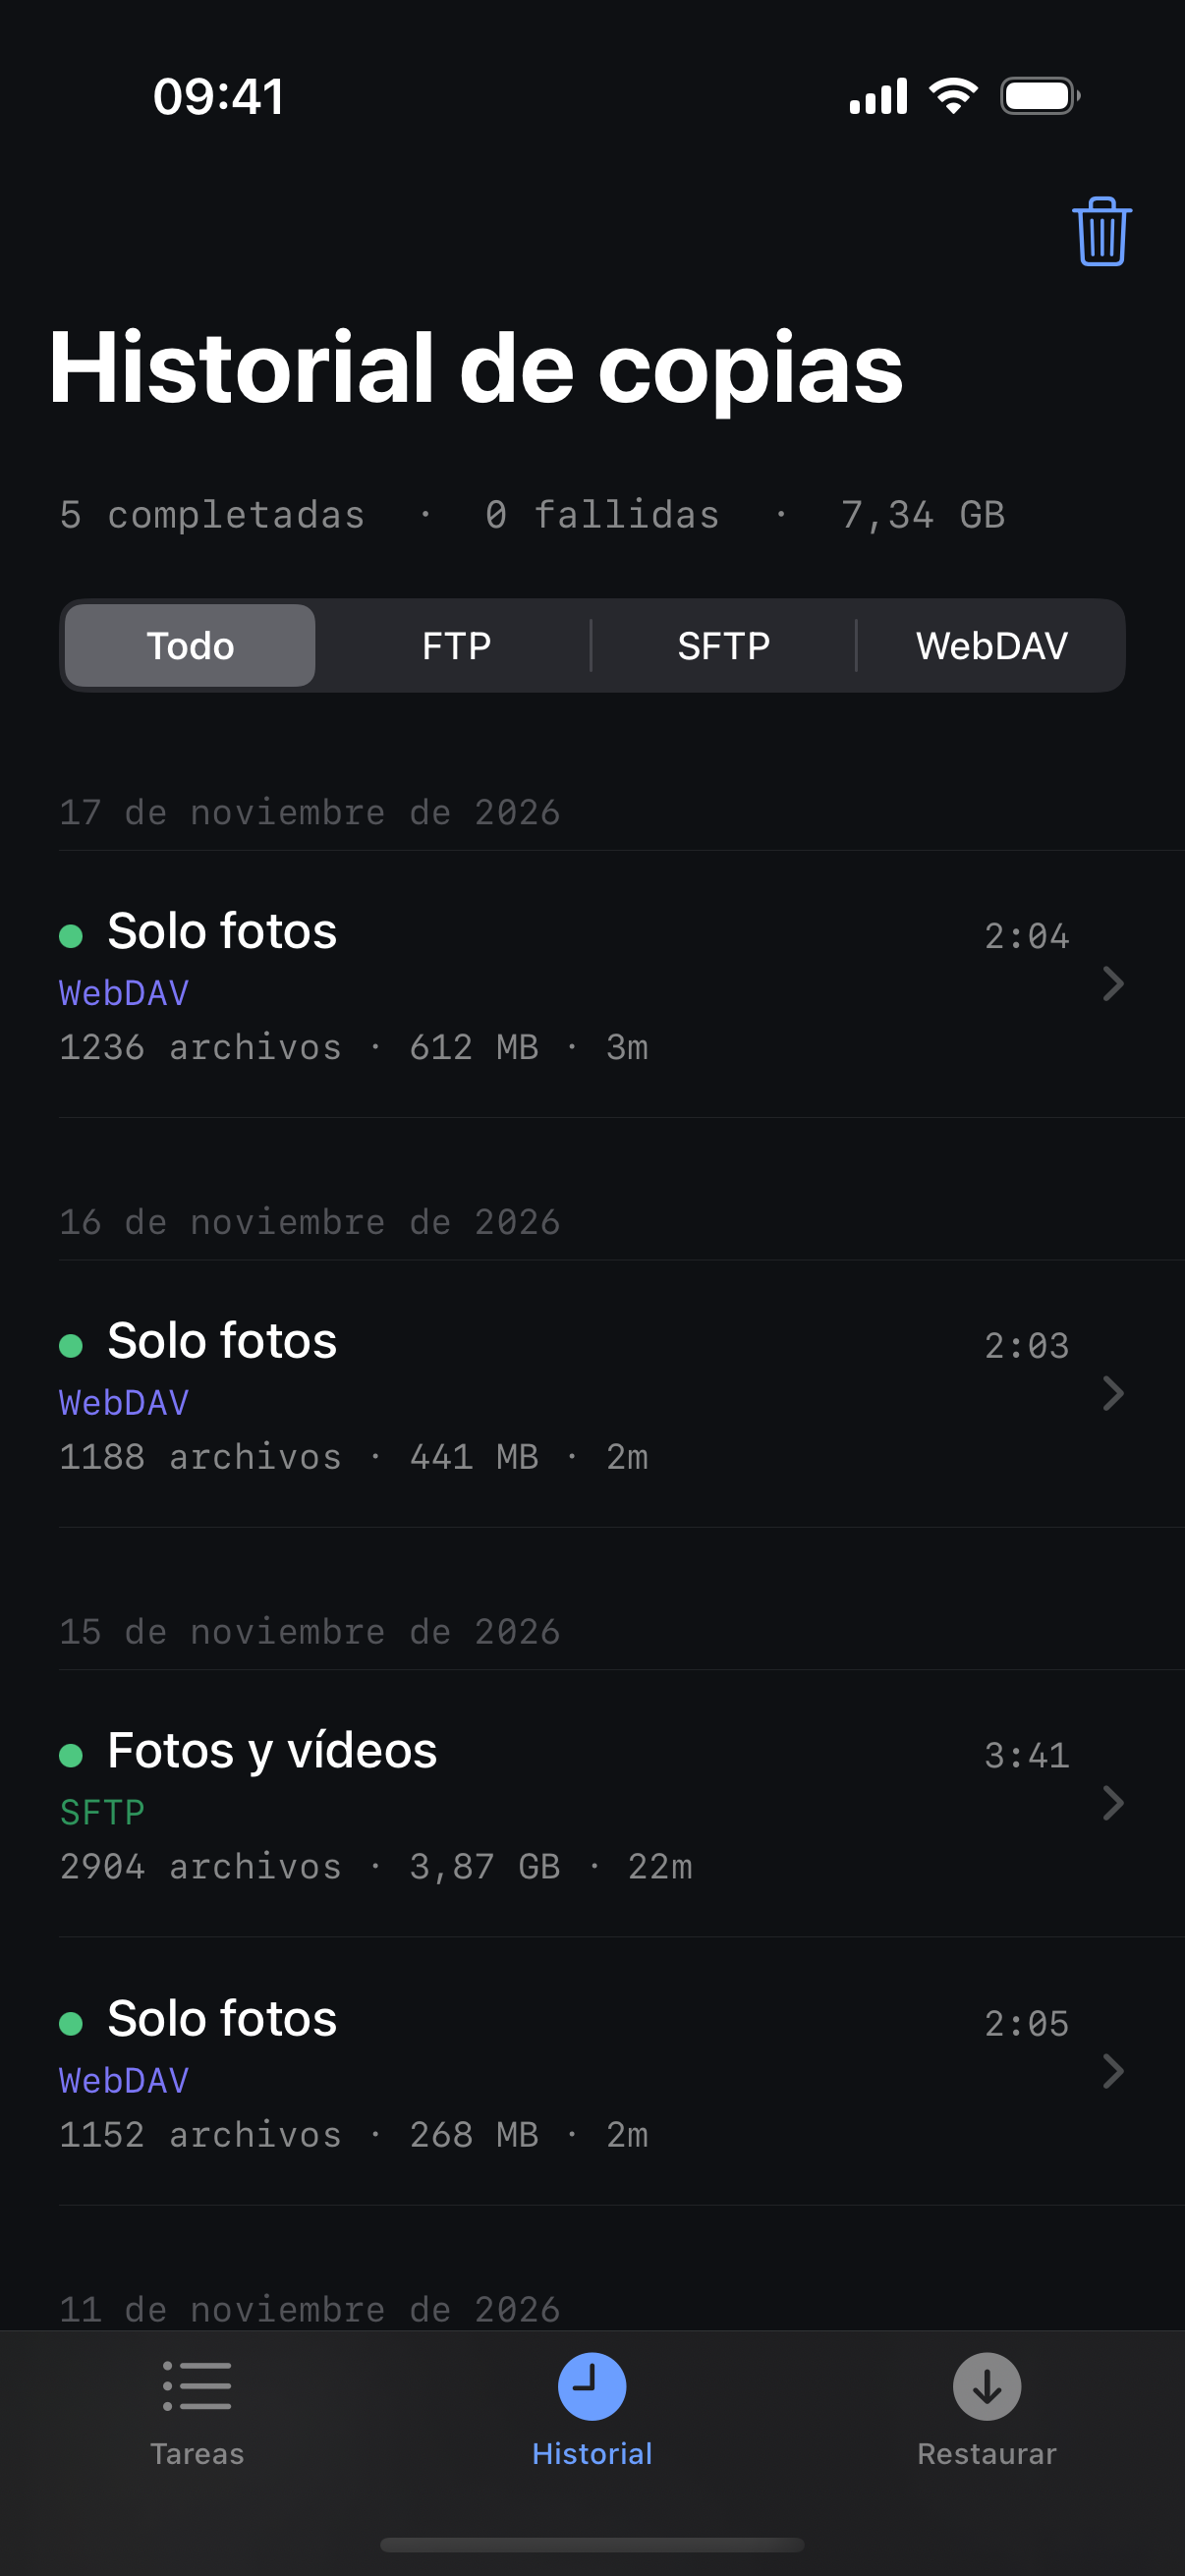 09:41
Historial de copias
5 completadas · 0 fallidas · 7,34 GB
Todo FTP SFTP WebDAV
17 de noviembre de 2026
Solo fotos 2:04
WebDAV
1236 archivos · 612 MB · 3m
16 de noviembre de 2026
Solo fotos 2:03
WebDAV
1188 archivos · 441 MB · 2m
15 de noviembre de 2026
Fotos y vídeos 3:41
SFTP
2904 archivos · 3,87 GB · 22m
Solo fotos 2:05
WebDAV
1152 archivos · 268 MB · 2m
11 de noviembre de 2026
Tareas Historial Restaurar